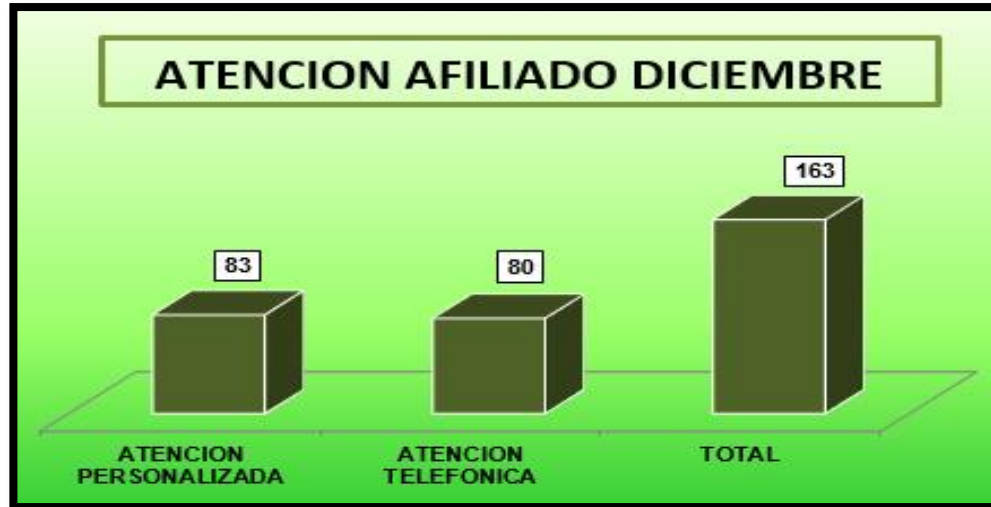 ATENCION AFILIADO DICIEMBRE
163
83
80
ATENCION
PERSONALIZADA
ATENCION
TELEFONICA
TOTAL